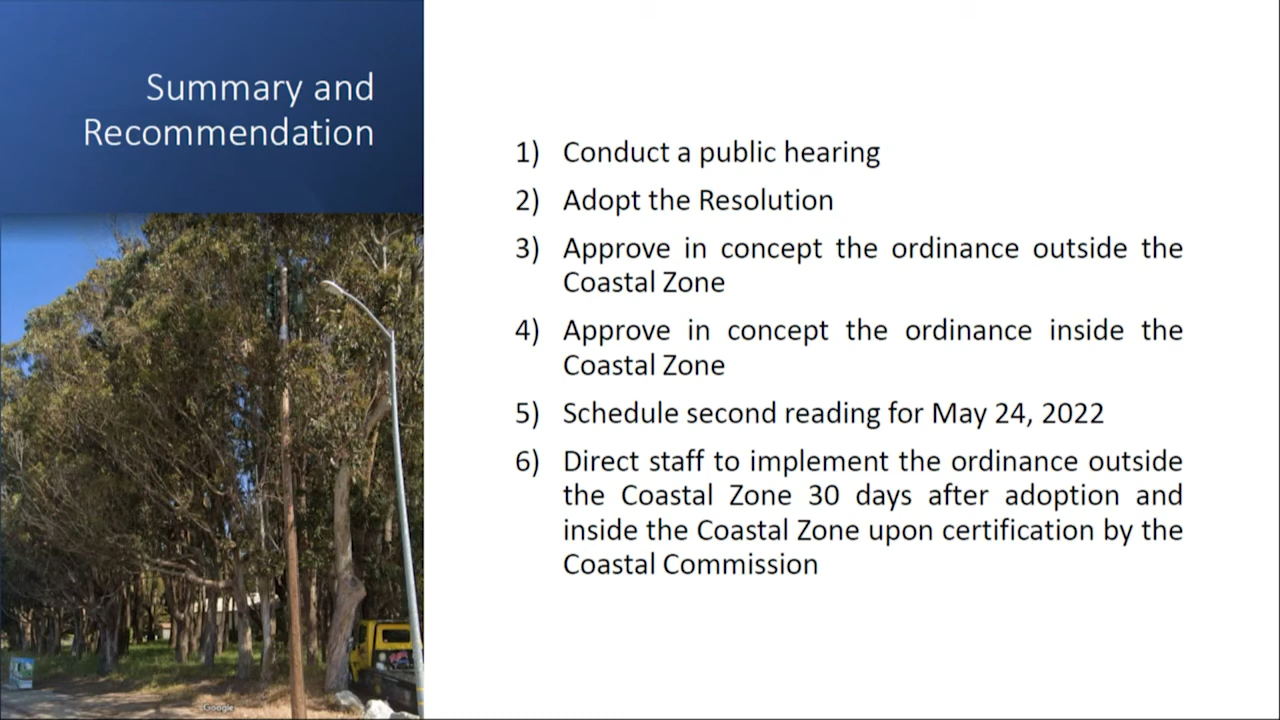 Summary and
Recommendation
1) Conduct a public hearing
2) Adopt the Resolution
3) Approve in concept the ordinance outside the
Coastal Zone
4) Approve in concept the ordinance inside the
Coastal Zone
5) Schedule second reading for May 24, 2022
6) Direct staff to implement the ordinance outside
the Coastal Zone 30 days after adoption and
inside the Coastal Zone upon certification by the
Coastal Commission
Google